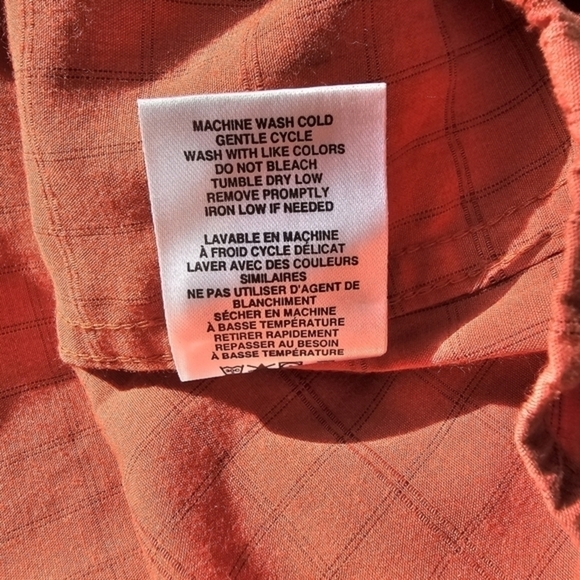 MACHINE WASH COLD
GENTLE CYCLE
WASH WITH LIKE COLORS
DO NOT BLEACH
TUMBLE DRY LOW
REMOVE PROMPTLY
IRON LOW IF NEEDED
LAVABLE EN MAÇHINE
À FROID CYCLE DÉLICAT
LAVER AVEC DES COULEURS
SIMILAIRES
NE PAS UTILISER D'AGENT DE
BLANCHIMENT
SÉCHER EN MACHINE
À BASSE TEMPÉRATURE
RETIRER RAPIDEMENT
REPASSER AU BESOIN
À BASSE TEMPÉRATURE